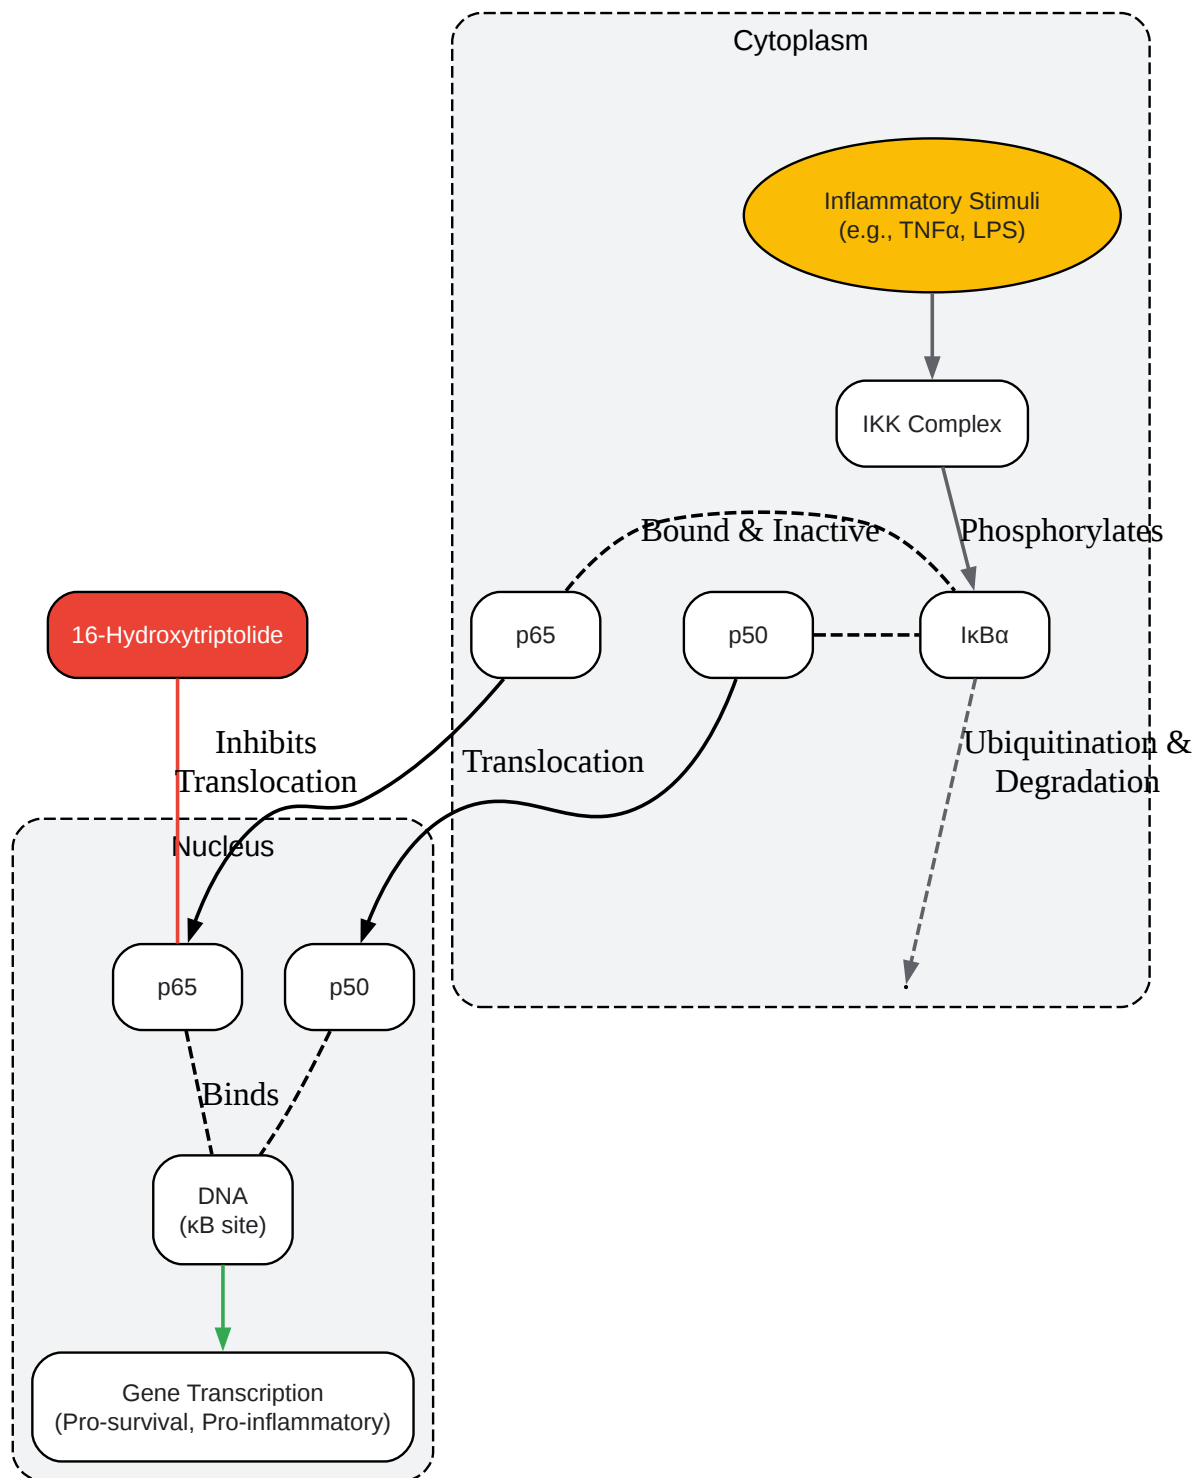 Cytoplasm
Inflammatory Stimuli
(e.g., TNFα, LPS)
IKK Complex
Bound & Inactive
Phosphorylates
16-Hydroxytriptolide
p65
p50
IκBα
Inhibits
Translocation
Translocation
Ubiquitination &
Degradation
Nucleus
p65
p50
Binds
DNA
(κB site)
Gene Transcription
(Pro-survival, Pro-inflammatory)